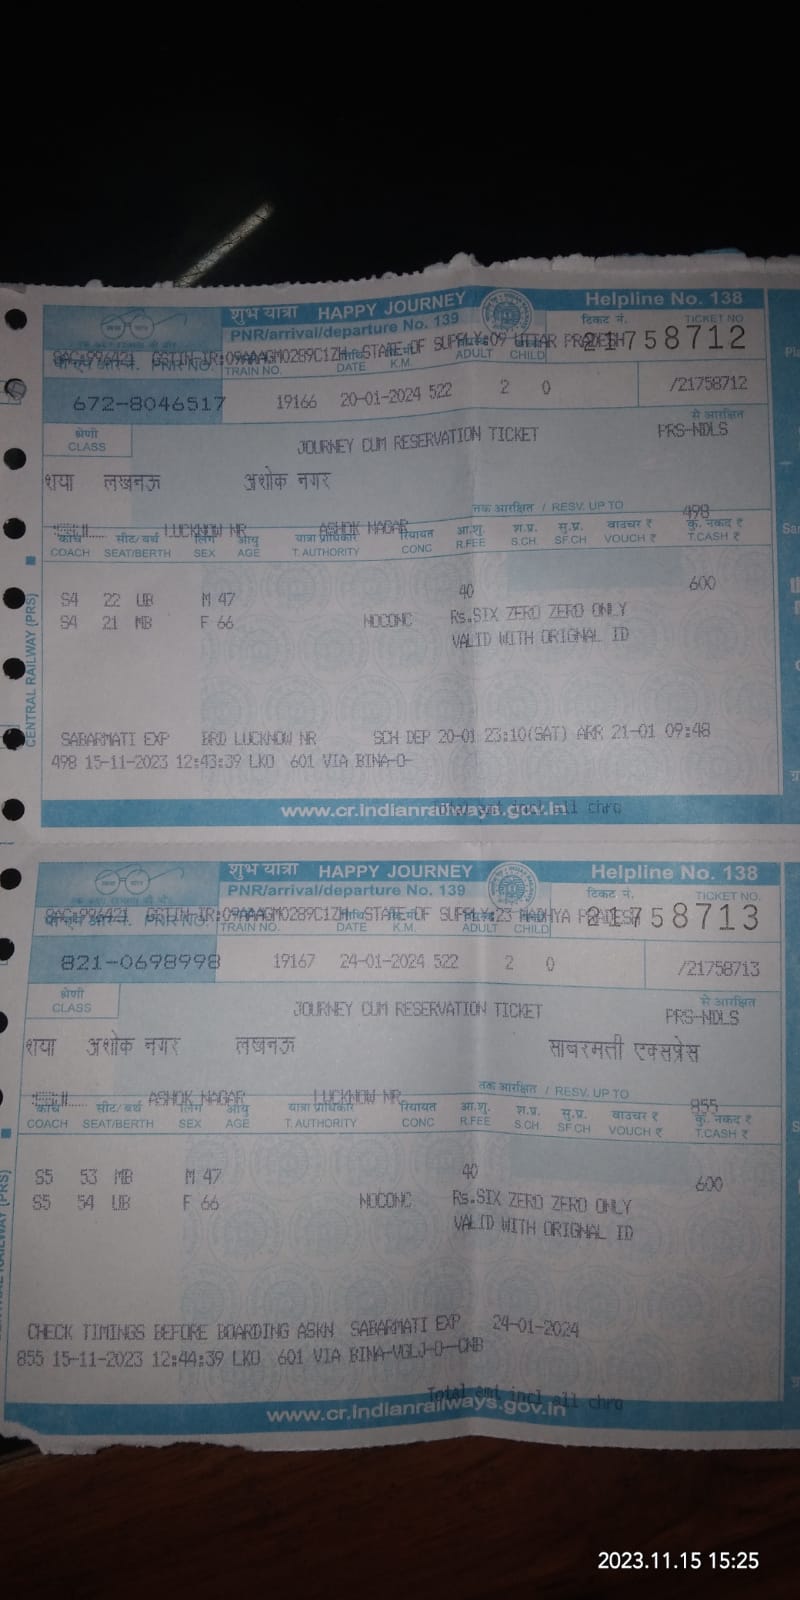 शुभ यात्रा HAPPY JOURNEY Helpline No. 138
PNR/arrival/departure No. 139 टिकट नं. TICKET NO
SAC:996421 GSTIN-IR:09AAAGM0289C1ZH STATE OF SUPPLY:09 UTTAR PRADESH 21758712
पी एन आर नं. PNR NO. TRAIN NO. तिथि DATE K.M. ADULT CHILD
672-8046517 19166 20-01-2024 522 2 0 /21758712
श्रेणी से आरक्षित
CLASS JOURNEY CUM RESERVATION TICKET PRS-NDLS
शया लखनऊ अशोक नगर
तक आरक्षित / RESV. UP TO
LUCKNOW NR ASHOK NAGAR 498
कोच सीट/बर्थ लिंग आयु यात्रा प्राधिकार रियायत आ.शु. श.प्र. सु.प्र. वाउचर ₹ कु. नकद ₹
COACH SEAT/BERTH SEX AGE T. AUTHORITY CONC R.FEE S.CH. SF.CH VOUCH ₹ T.CASH ₹
40 600
S4 22 UB M 47 Rs.SIX ZERO ZERO ONLY
S4 21 MB F 66 NOCONC VALID WITH ORIGNAL ID
CENTRAL RAILWAY (PRS)
SABARMATI EXP BRD LUCKNOW NR SCH DEP 20-01 23:10(SAT) ARR 21-01 09:48
498 15-11-2023 12:43:39 LKO 601 VIA BINA-O-
Total amt incl all chrg
www.cr.indianrailways.gov.in
शुभ यात्रा HAPPY JOURNEY Helpline No. 138
PNR/arrival/departure No. 139 टिकट नं. TICKET NO.
SAC:996421 GSTIN-IR:09AAAGM0289C1ZH STATE OF SUPPLY:23 MADHYA PRADESH 21758713
पी एन आर नं. PNR NO. TRAIN NO. तिथि DATE K.M. ADULT CHILD
821-0698998 19167 24-01-2024 522 2 0 /21758713
श्रेणी से आरक्षित
CLASS JOURNEY CUM RESERVATION TICKET PRS-NDLS
शया अशोक नगर लखनऊ साबरमती एक्सप्रेस
तक आरक्षित / RESV. UP TO
ASHOK NAGAR LUCKNOW NR 855
कोच सीट/बर्थ लिंग आयु यात्रा प्राधिकार रियायत आ.शु. श.प्र. सु.प्र. वाउचर ₹ कु. नकद ₹
COACH SEAT/BERTH SEX AGE T. AUTHORITY CONC R.FEE S.CH. SF.CH VOUCH ₹ T.CASH ₹
40 600
S5 53 MB M 47 Rs.SIX ZERO ZERO ONLY
S5 54 UB F 66 NOCONC VALID WITH ORIGNAL ID
CHECK TIMINGS BEFORE BOARDING ASKN SABARMATI EXP 24-01-2024
855 15-11-2023 12:44:39 LKO 601 VIA BINA-VGLJ-O--CNB
Total amt incl all chrg
www.cr.indianrailways.gov.in
2023.11.15 15:25